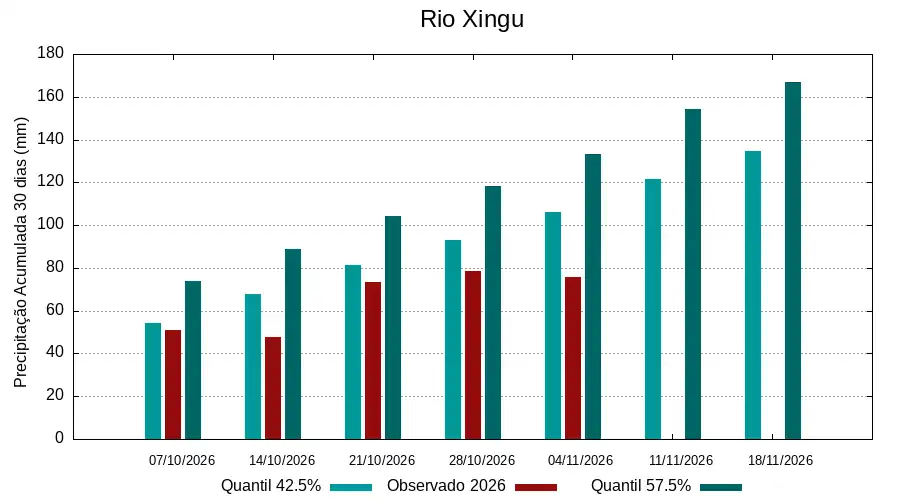 Rio Xingu
Precipitação Acumulada 30 dias (mm)
180
160
140
120
100
80
60
40
20
0
07/10/2026 14/10/2026 21/10/2026 28/10/2026 04/11/2026 11/11/2026 18/11/2026
Quantil 42.5% Observado 2026 Quantil 57.5%